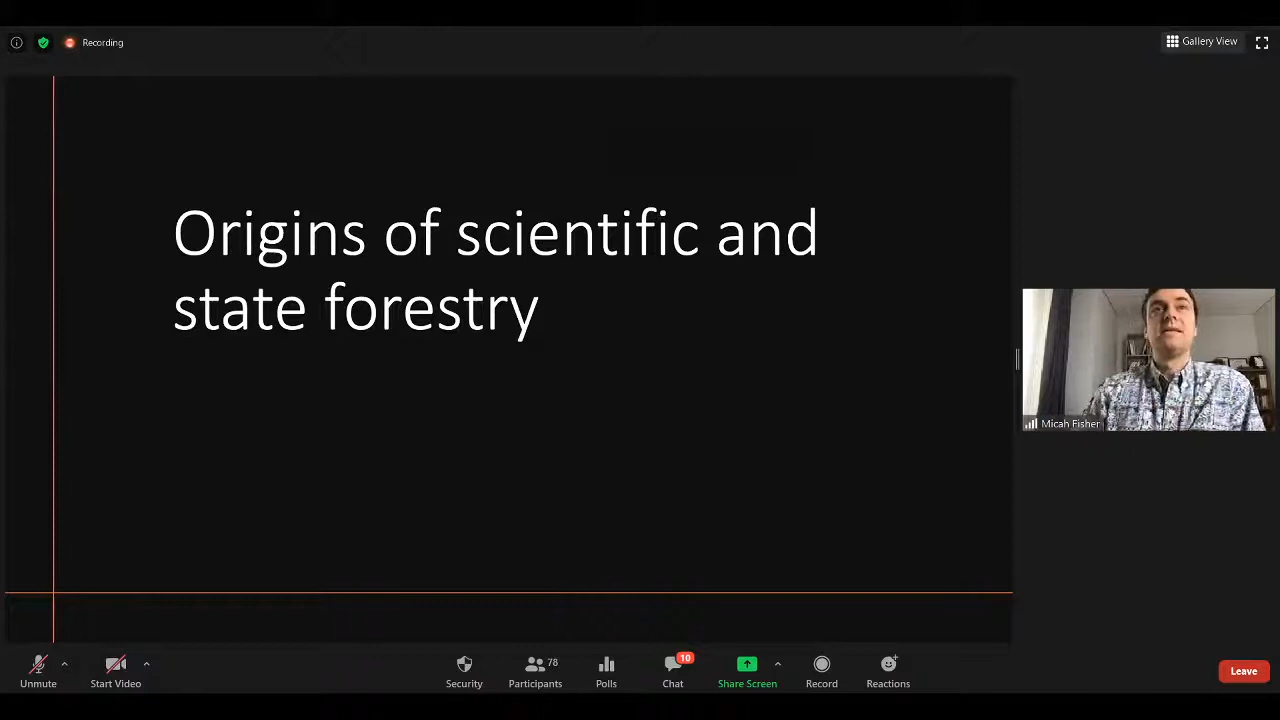 Recording
Gallery View
Origins of scientific and
state forestry
Micah Fisher
78
10
Unmute
Start Video
Security
Participants
Polls
Chat
Share Screen
Record
Reactions
Leave